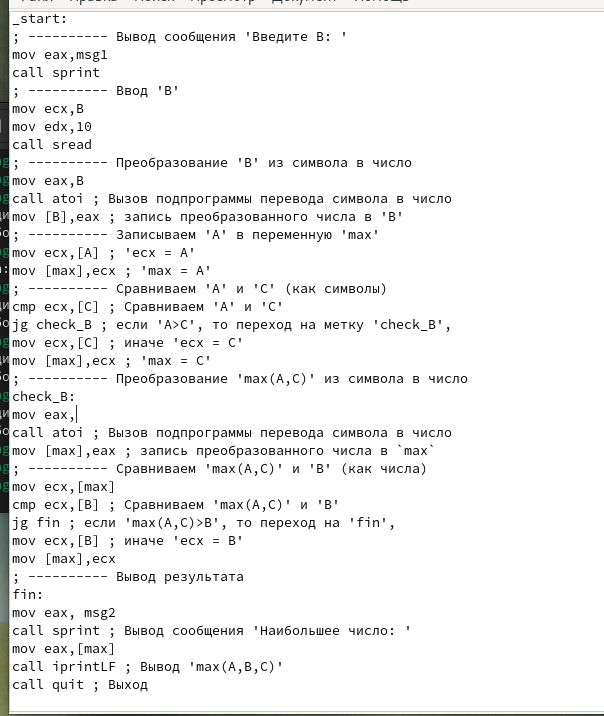 _start:
; ---------- Вывод сообщения 'Введите B: '
mov eax,msg1
call sprint
; ---------- Ввод 'B'
mov ecx,B
mov edx,10
call sread
; ---------- Преобразование 'B' из символа в число
mov eax,B
call atoi ; Вызов подпрограммы перевода символа в число
mov [B],eax ; запись преобразованного числа в 'B'
; ---------- Записываем 'A' в переменную 'max'
mov ecx,[A] ; 'ecx = A'
mov [max],ecx ; 'max = A'
; ---------- Сравниваем 'A' и 'С' (как символы)
cmp ecx,[C] ; Сравниваем 'A' и 'С'
jg check_B ; если 'A>C', то переход на метку 'check_B',
mov ecx,[C] ; иначе 'ecx = C'
mov [max],ecx ; 'max = C'
; ---------- Преобразование 'max(A,C)' из символа в число
check_B:
mov eax,
call atoi ; Вызов подпрограммы перевода символа в число
mov [max],eax ; запись преобразованного числа в `max`
; ---------- Сравниваем 'max(A,C)' и 'B' (как числа)
mov ecx,[max]
cmp ecx,[B] ; Сравниваем 'max(A,C)' и 'B'
jg fin ; если 'max(A,C)>B', то переход на 'fin',
mov ecx,[B] ; иначе 'ecx = B'
mov [max],ecx
; ---------- Вывод результата
fin:
mov eax, msg2
call sprint ; Вывод сообщения 'Наибольшее число: '
mov eax,[max]
call iprintLF ; Вывод 'max(A,B,C)'
call quit ; Выход